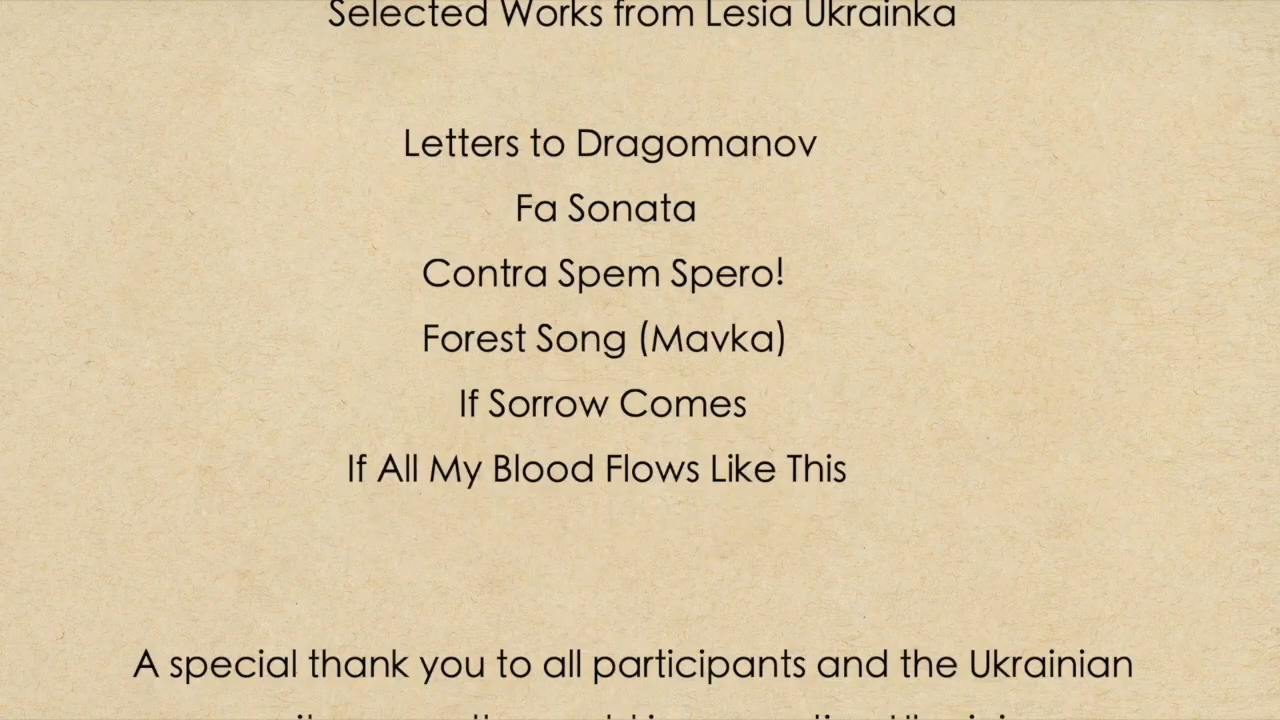 Selected Works from Lesia Ukrainka
Letters to Dragomanov
Fa Sonata
Contra Spem Spero!
Forest Song (Mavka)
If Sorrow Comes
If All My Blood Flows Like This
A special thank you to all participants and the Ukrainian